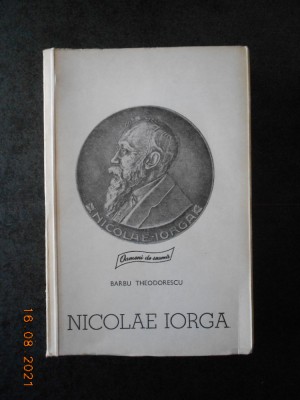 NICOLAE · IORGA
Oameni de seamă
BARBU THEODORESCU
NICOLAE IORGA
16 08 2021